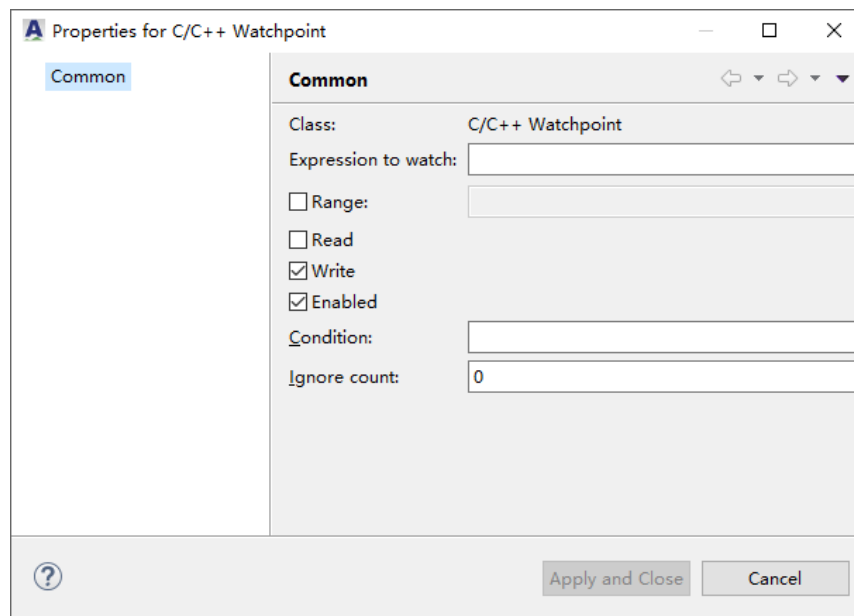 Properties for C/C++ Watchpoint
Common
Common
Class: C/C++ Watchpoint
Expression to watch:
Range:
Read
Write
Enabled
Condition:
Ignore count: 0
Apply and Close Cancel